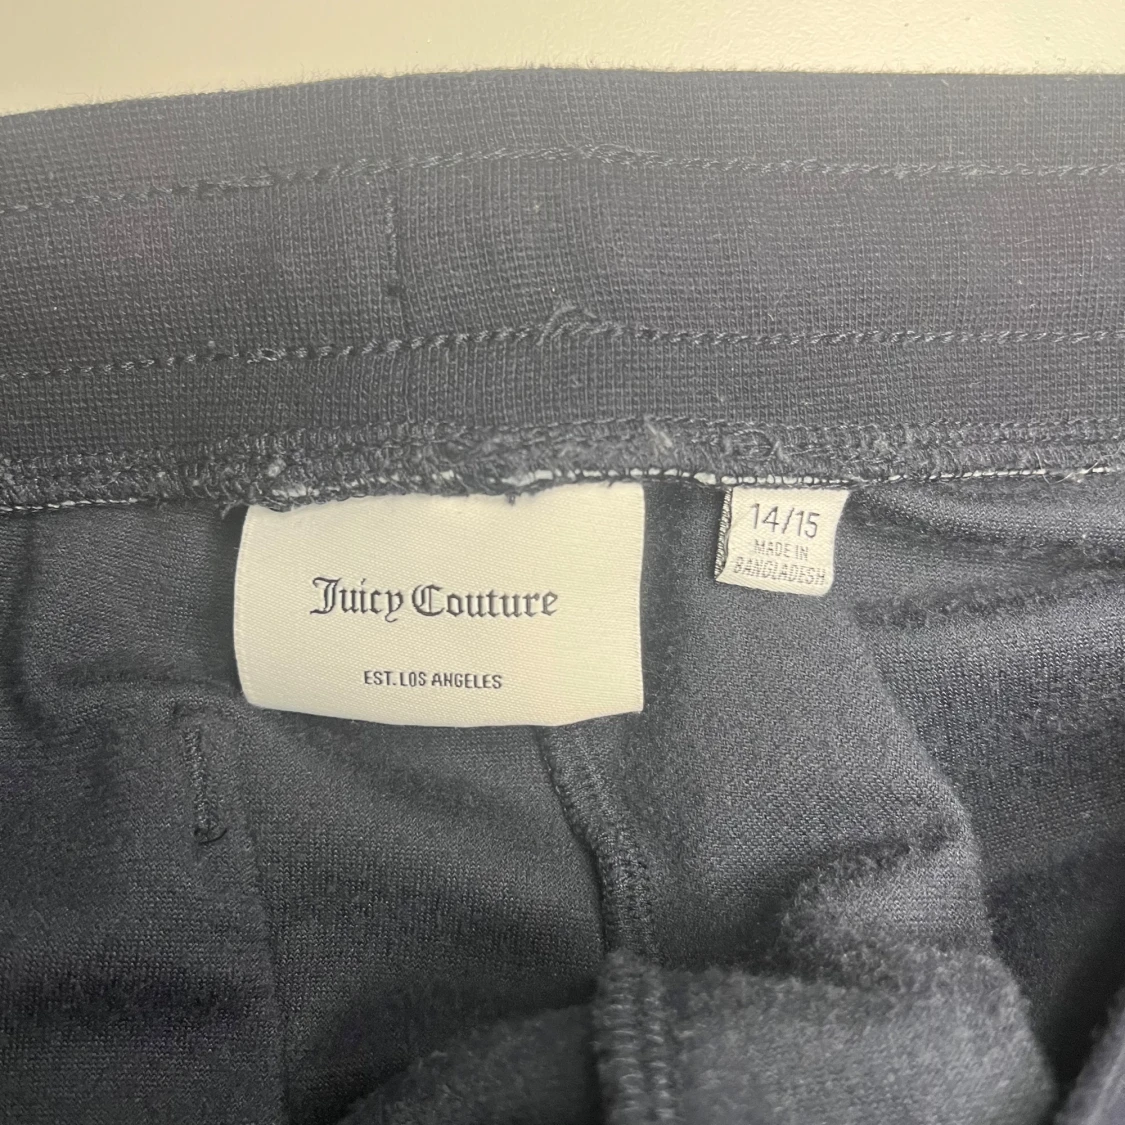 Juicy Couture
EST. LOS ANGELES
14/15
MADE IN
BANGLADESH